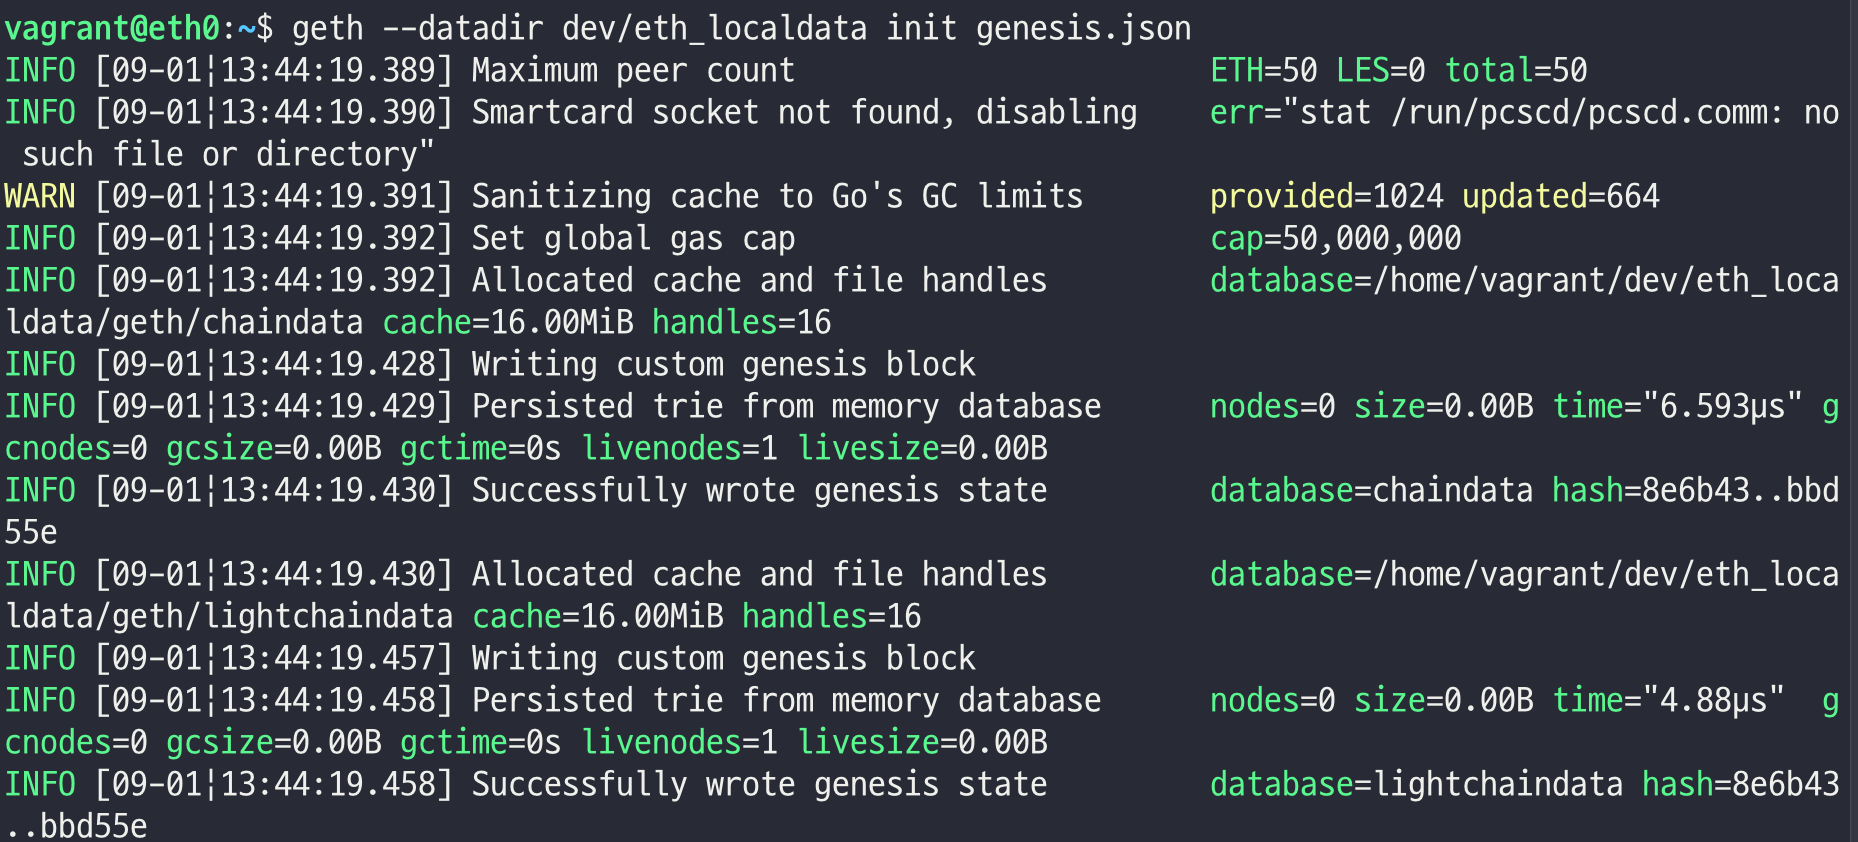 vagrant@eth0:~$ geth --datadir dev/eth_localdata init genesis.json
INFO [09-01|13:44:19.389] Maximum peer count                       ETH=50 LES=0 total=50
INFO [09-01|13:44:19.390] Smartcard socket not found, disabling    err="stat /run/pcscd/pcscd.comm: no
 such file or directory"
WARN [09-01|13:44:19.391] Sanitizing cache to Go's GC limits       provided=1024 updated=664
INFO [09-01|13:44:19.392] Set global gas cap                       cap=50,000,000
INFO [09-01|13:44:19.392] Allocated cache and file handles         database=/home/vagrant/dev/eth_loca
ldata/geth/chaindata cache=16.00MiB handles=16
INFO [09-01|13:44:19.428] Writing custom genesis block
INFO [09-01|13:44:19.429] Persisted trie from memory database      nodes=0 size=0.00B time="6.593µs" g
cnodes=0 gcsize=0.00B gctime=0s livenodes=1 livesize=0.00B
INFO [09-01|13:44:19.430] Successfully wrote genesis state         database=chaindata hash=8e6b43..bbd
55e
INFO [09-01|13:44:19.430] Allocated cache and file handles         database=/home/vagrant/dev/eth_loca
ldata/geth/lightchaindata cache=16.00MiB handles=16
INFO [09-01|13:44:19.457] Writing custom genesis block
INFO [09-01|13:44:19.458] Persisted trie from memory database      nodes=0 size=0.00B time="4.88µs"  g
cnodes=0 gcsize=0.00B gctime=0s livenodes=1 livesize=0.00B
INFO [09-01|13:44:19.458] Successfully wrote genesis state         database=lightchaindata hash=8e6b43
..bbd55e